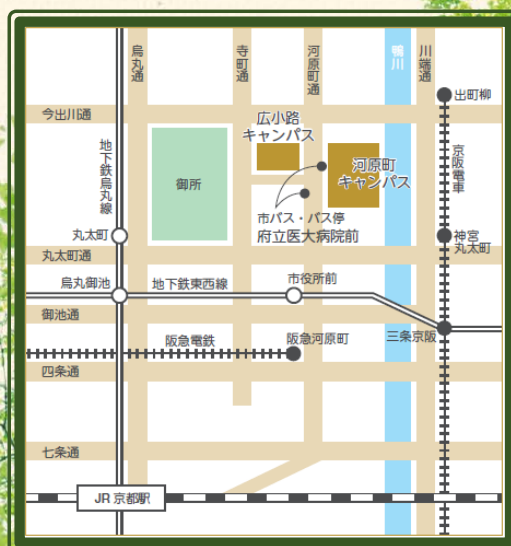 烏丸通
寺町通
河原町通
鴨川
川端通
出町柳
今出川通
広小路
キャンパス
地下鉄烏丸線
京阪電車
河原町
キャンパス
御所
市バス・バス停
府立医大病院前
丸太町
神宮
丸太町
丸太町通
烏丸御池
地下鉄東西線
市役所前
御池通
阪急電鉄
阪急河原町
三条京阪
四条通
七条通
JR 京都駅